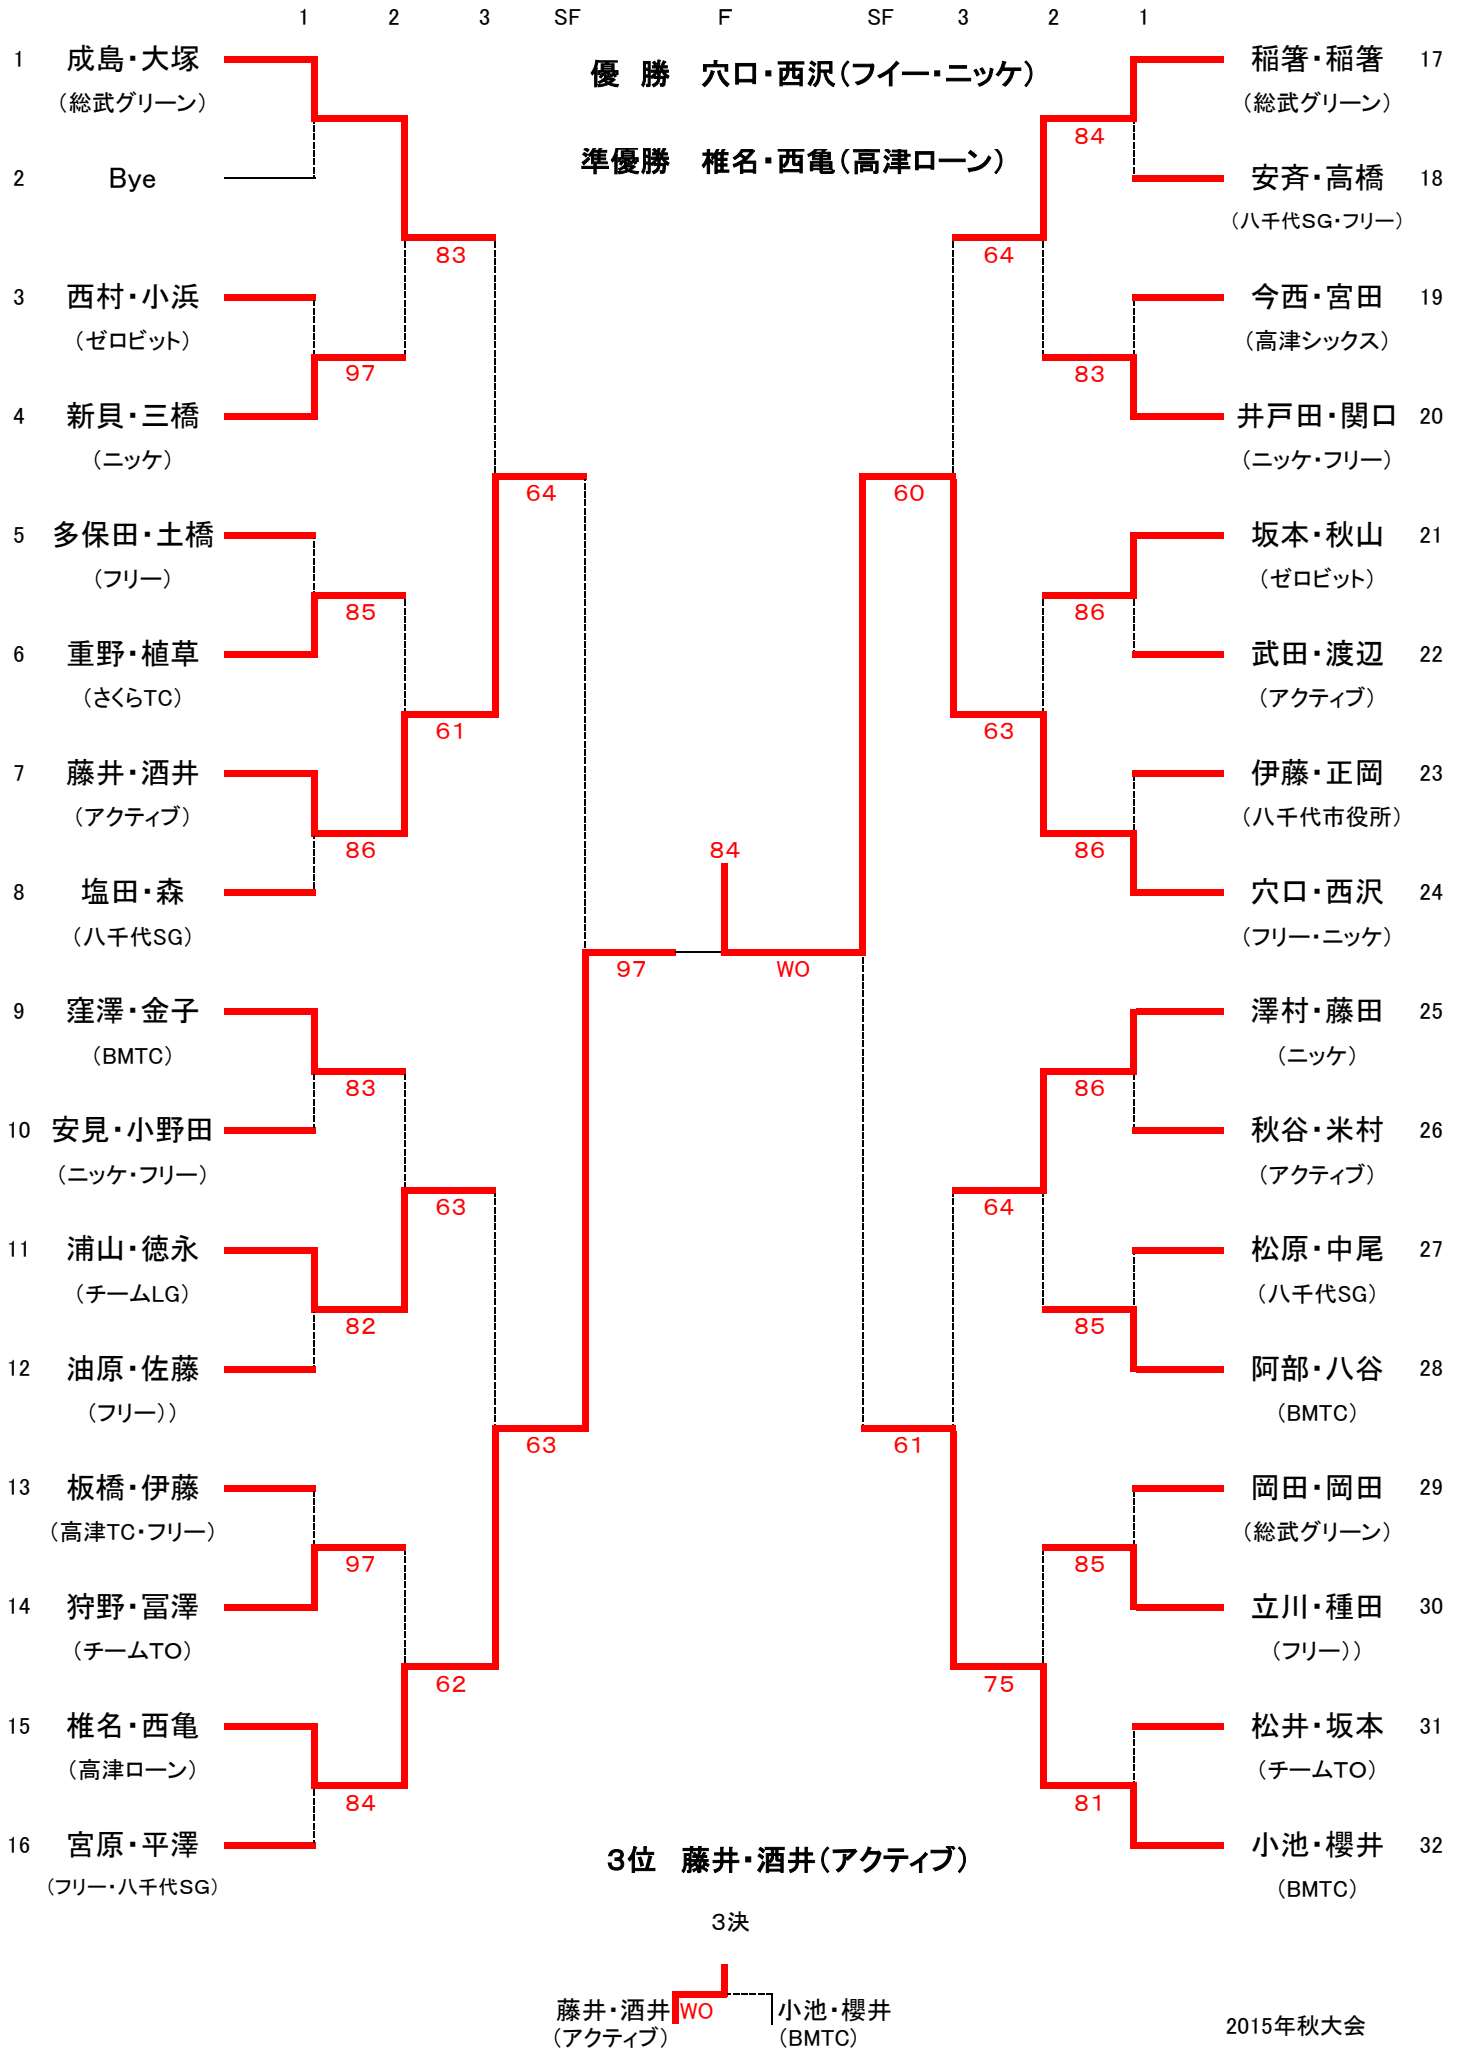 1 2 3 SF F SF 3 2 1
優 勝 穴口・西沢(フイー・ニッケ)
準優勝 椎名・西亀(高津ローン)
1 成島・大塚
(総武グリーン)
2 Bye
83
3 西村・小浜
(ゼロビット)
97
4 新貝・三橋
(ニッケ)
64
5 多保田・土橋
(フリー)
85
6 重野・植草
(さくらTC)
61
7 藤井・酒井
(アクティブ)
86
8 塩田・森
(八千代SG)
97
9 窪澤・金子
(BMTC)
83
10 安見・小野田
(ニッケ・フリー)
63
11 浦山・徳永
(チームLG)
82
12 油原・佐藤
(フリー))
63
13 板橋・伊藤
(高津TC・フリー)
97
14 狩野・冨澤
(チームTO)
62
15 椎名・西亀
(高津ローン)
84
16 宮原・平澤
(フリー・八千代SG)
84
WO
稲箸・稲箸 17
(総武グリーン)
84
安斉・高橋 18
(八千代SG・フリー)
64
今西・宮田 19
(高津シックス)
83
井戸田・関口 20
(ニッケ・フリー)
60
坂本・秋山 21
(ゼロビット)
86
武田・渡辺 22
(アクティブ)
63
伊藤・正岡 23
(八千代市役所)
86
穴口・西沢 24
(フリー・ニッケ)
澤村・藤田 25
(ニッケ)
86
秋谷・米村 26
(アクティブ)
64
松原・中尾 27
(八千代SG)
85
阿部・八谷 28
(BMTC)
61
岡田・岡田 29
(総武グリーン)
85
立川・種田 30
(フリー))
75
松井・坂本 31
(チームTO)
81
小池・櫻井 32
(BMTC)
3位 藤井・酒井(アクティブ)
3決
藤井・酒井 WO 小池・櫻井
(アクティブ) (BMTC)
2015年秋大会